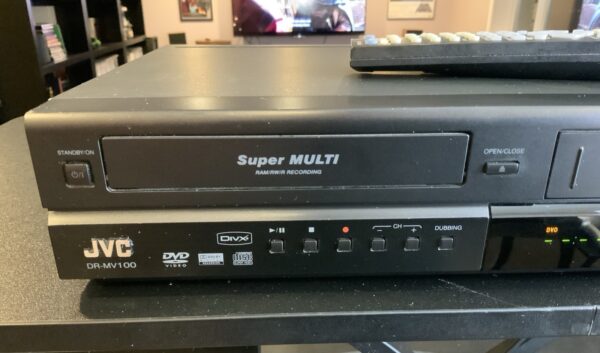 STANDBY/ON
Super MULTI
RAM/RW/R RECORDING
OPEN/CLOSE
JVC
DR-MV100
DVD
VIDEO
DivX
CH
DUBBING
DVD